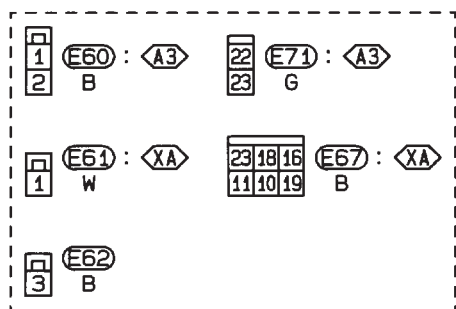 1 E60 : A3 22 E71 : A3
2 B 23 G
E61 : XA 23 18 16 E67 : XA
1 W 11 10 19 B
E62
3 B